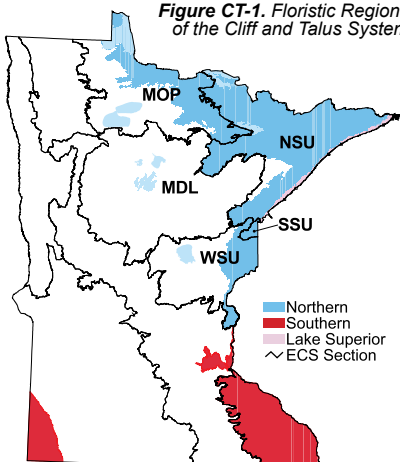 Figure CT-1. Floristic Region
of the Cliff and Talus System
MOP
NSU
MDL
SSU
WSU
Northern
Southern
Lake Superior
ECS Section